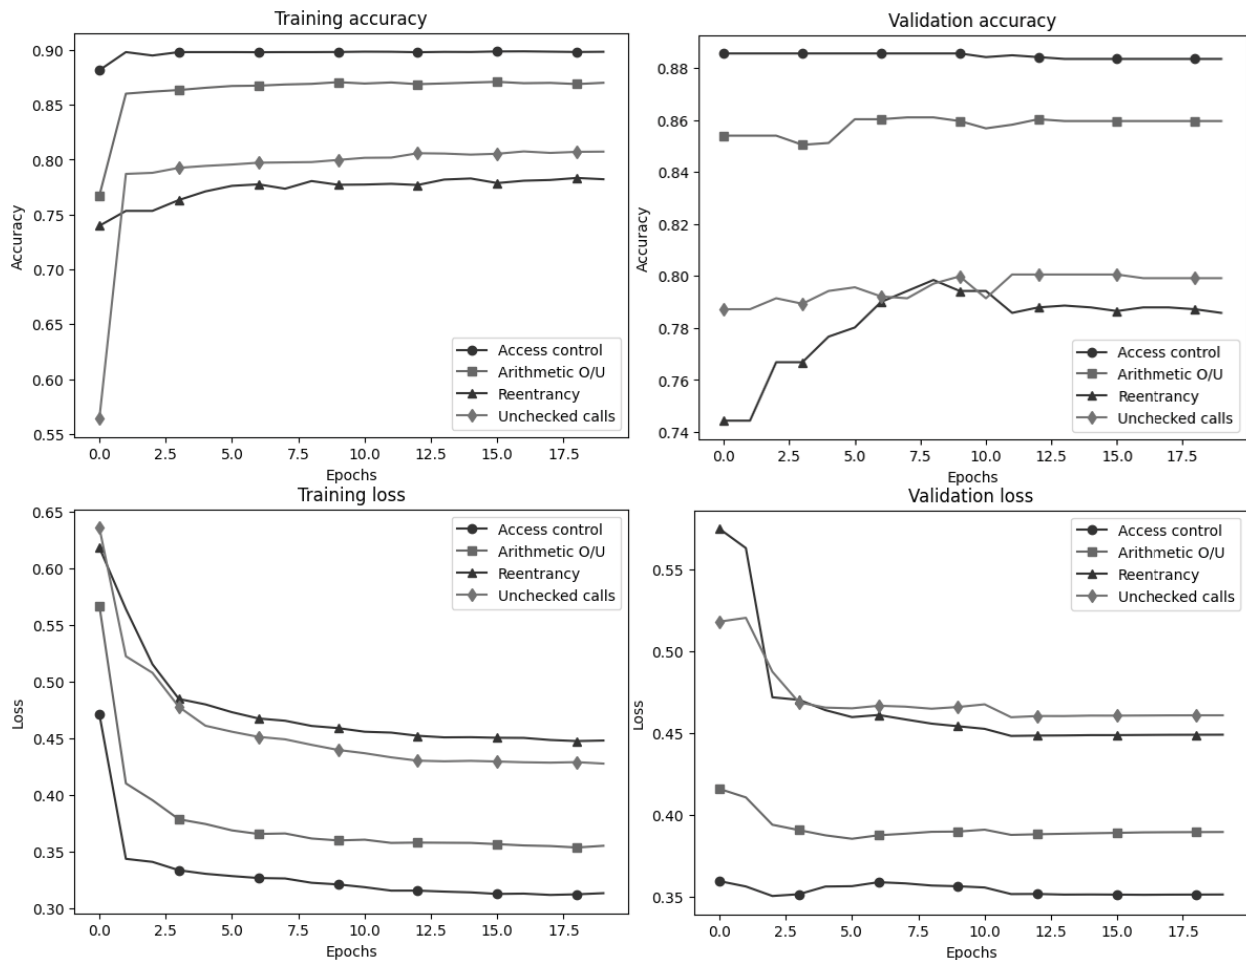 Training accuracy
Accuracy
0.90
0.85
0.80
0.75
0.70
0.65
0.60
0.55
Access control
Arithmetic O/U
Reentrancy
Unchecked calls
0.0 2.5 5.0 7.5 10.0 12.5 15.0 17.5
Epochs
Validation accuracy
Accuracy
0.88
0.86
0.84
0.82
0.80
0.78
0.76
0.74
Access control
Arithmetic O/U
Reentrancy
Unchecked calls
0.0 2.5 5.0 7.5 10.0 12.5 15.0 17.5
Epochs
Training loss
Loss
0.65
0.60
0.55
0.50
0.45
0.40
0.35
0.30
Access control
Arithmetic O/U
Reentrancy
Unchecked calls
0.0 2.5 5.0 7.5 10.0 12.5 15.0 17.5
Epochs
Validation loss
Loss
0.55
0.50
0.45
0.40
0.35
Access control
Arithmetic O/U
Reentrancy
Unchecked calls
0.0 2.5 5.0 7.5 10.0 12.5 15.0 17.5
Epochs